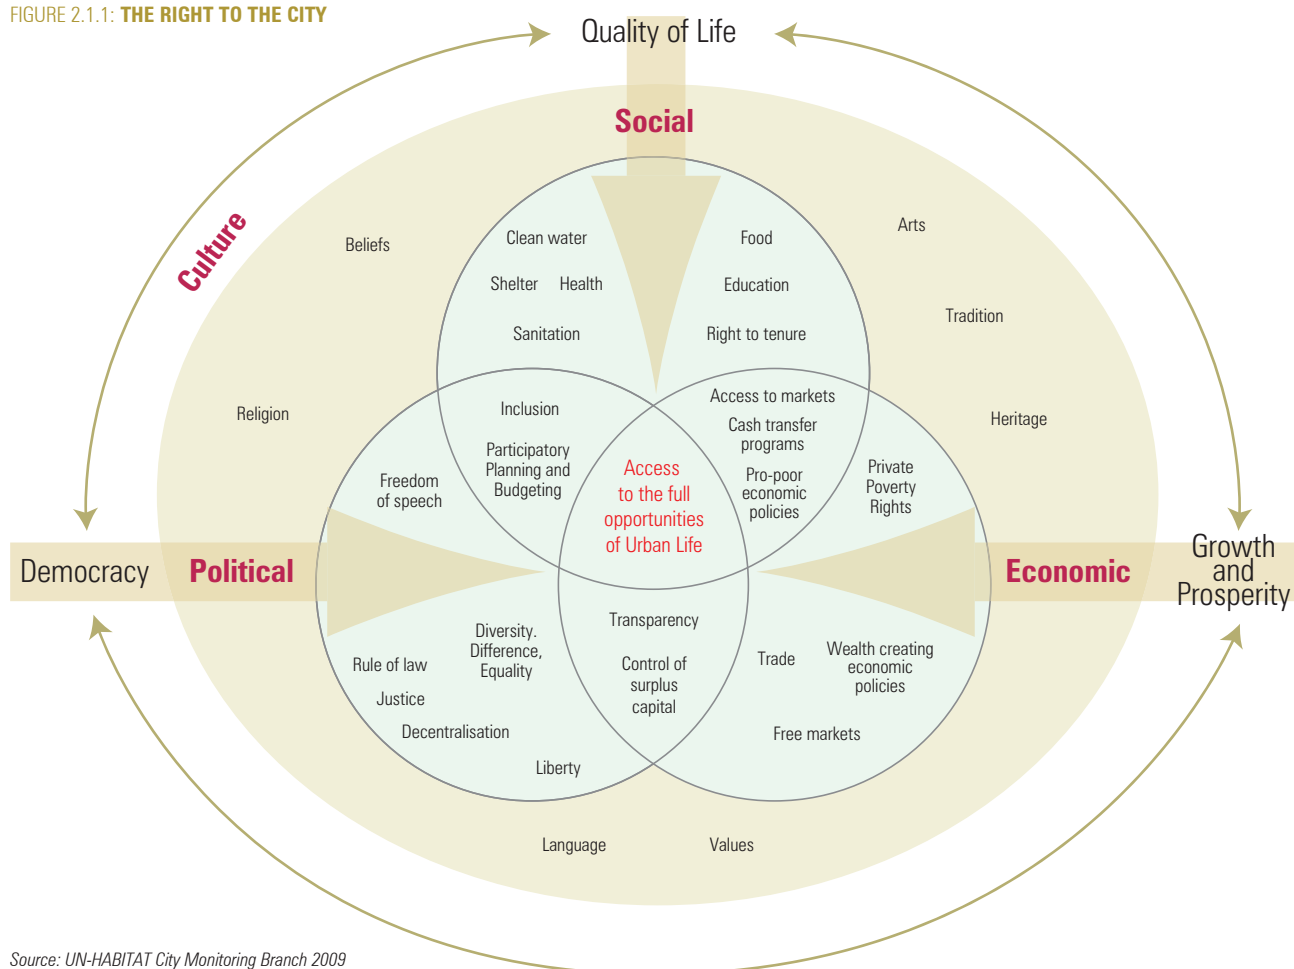 FIGURE 2.1.1: THE RIGHT TO THE CITY
Quality of Life
Social
Culture
Beliefs
Arts
Clean water
Food
Shelter
Health
Education
Tradition
Sanitation
Right to tenure
Religion
Heritage
Inclusion
Access to markets
Cash transfer
programs
Participatory
Planning and
Budgeting
Freedom
of speech
Access
to the full
opportunities
of Urban Life
Pro-poor
economic
policies
Private
Poverty
Rights
Democracy
Political
Economic
Growth
and
Prosperity
Transparency
Diversity.
Difference,
Equality
Rule of law
Control of
surplus
capital
Trade
Wealth creating
economic
policies
Justice
Decentralisation
Free markets
Liberty
Language
Values
Source: UN-HABITAT City Monitoring Branch 2009